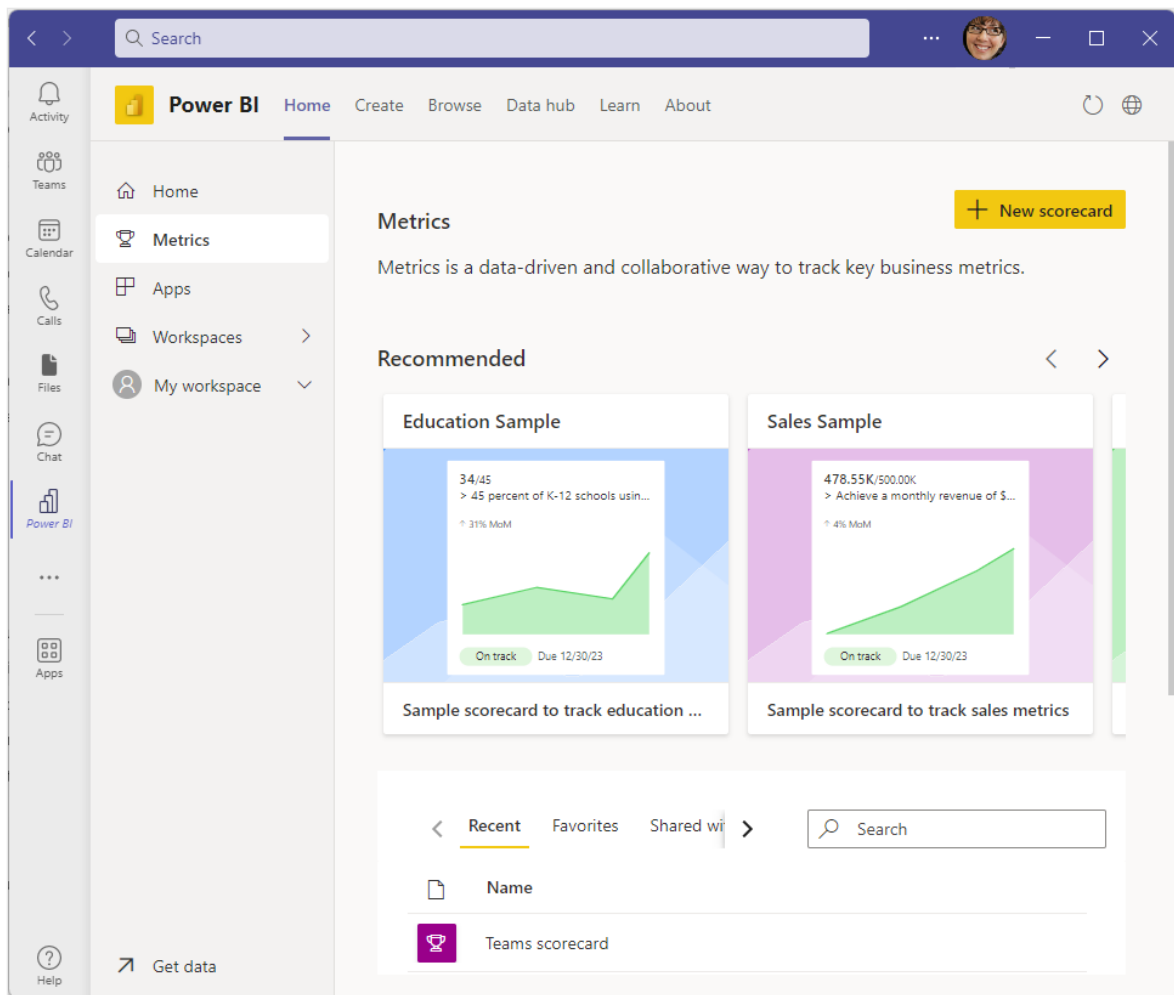 Search
Activity
Teams
Calendar
Calls
Files
Chat
Power BI
Apps
Help
Power BI Home Create Browse Data hub Learn About
Home
Metrics
Apps
Workspaces
My workspace
Get data
Metrics
New scorecard
Metrics is a data-driven and collaborative way to track key business metrics.
Recommended
Education Sample
34/45
> 45 percent of K-12 schools usin...
↑ 31% MoM
On track Due 12/30/23
Sample scorecard to track education ...
Sales Sample
478.55K/500.00K
> Achieve a monthly revenue of $...
↑ 4% MoM
On track Due 12/30/23
Sample scorecard to track sales metrics
Recent Favorites Shared wi
Search
Name
Teams scorecard